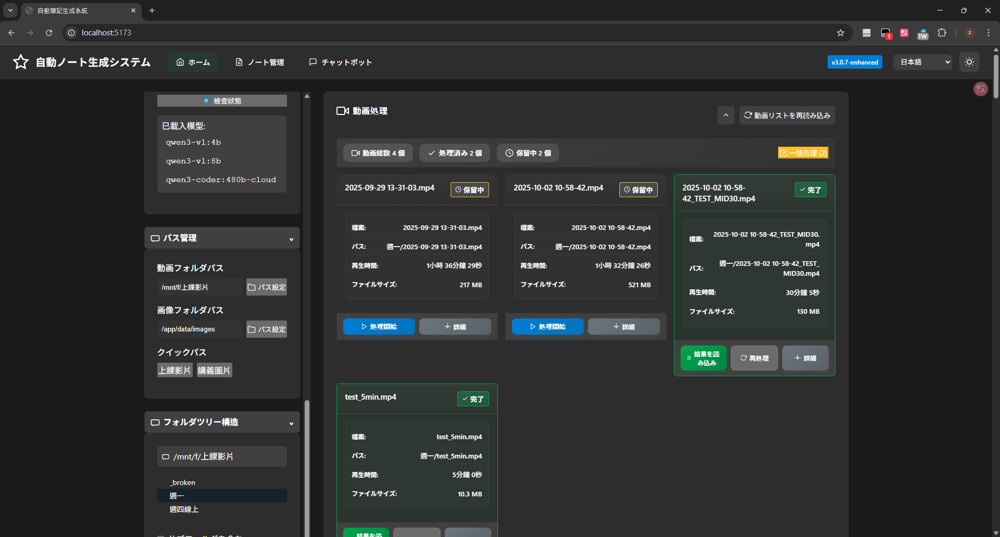 自動筆記生成系統
localhost:5173
1
TW
z
自動ノート生成システム
ホーム
ノート管理
チャットボット
v3.0.7-enhanced
日本語
檢查狀態
已載入模型:
qwen3-vl:4b
qwen3-vl:8b
qwen3-coder:480b-cloud
パス管理
動画フォルダパス
/mnt/f/上課影片
パス設定
画像フォルダパス
/app/data/images
パス設定
クイックパス
上課影片
講義圖片
フォルダツリー構造
/mnt/f/上課影片
_broken
週一
週四線上
動画処理
動画リストを再読み込み
動画総数 4 個
処理済み 2 個
保留中 2 個
一括処理 (2)
2025-09-29 13-31-03.mp4
保留中
檔案: 2025-09-29 13-31-03.mp4
パス: 週一/2025-09-29 13-31-03.mp4
再生時間: 1小時 36分鐘 29秒
ファイルサイズ: 217 MB
処理開始
詳細
2025-10-02 10-58-42.mp4
保留中
檔案: 2025-10-02 10-58-42.mp4
パス: 週一/2025-10-02 10-58-42.mp4
再生時間: 1小時 32分鐘 26秒
ファイルサイズ: 521 MB
処理開始
詳細
2025-10-02 10-58-
42_TEST_MID30.mp4
完了
檔案: 2025-10-02 10-58-42_TEST_MID30.
mp4
パス: 週一/2025-10-02 10-58-42_TEST_
MID30.mp4
再生時間: 30分鐘 5秒
ファイルサイズ: 130 MB
結果を読
み込み
再処理
詳細
test_5min.mp4
完了
檔案: test_5min.mp4
パス: 週一/test_5min.mp4
再生時間: 5分鐘 0秒
ファイルサイズ: 10.3 MB
結果を読